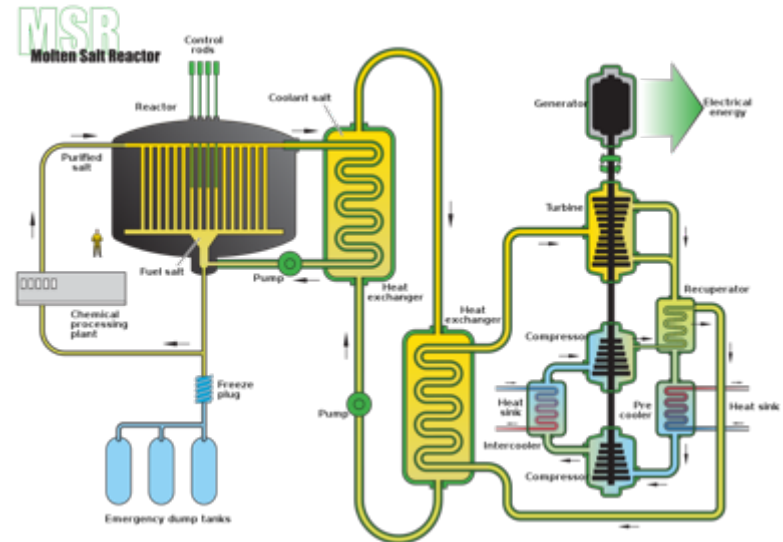 MSR
Molten Salt Reactor
Control
rods
Reactor
Coolant salt
Purified
salt
Fuel salt
Pump
Chemical
processing
plant
Freeze
plug
Emergency dump tanks
Heat
exchanger
Pump
Heat
exchanger
Generator
Electrical
energy
Turbine
Recuperator
Compressor
Heat
sink
Intercooler
Pre
cooler
Heat sink
Compressor